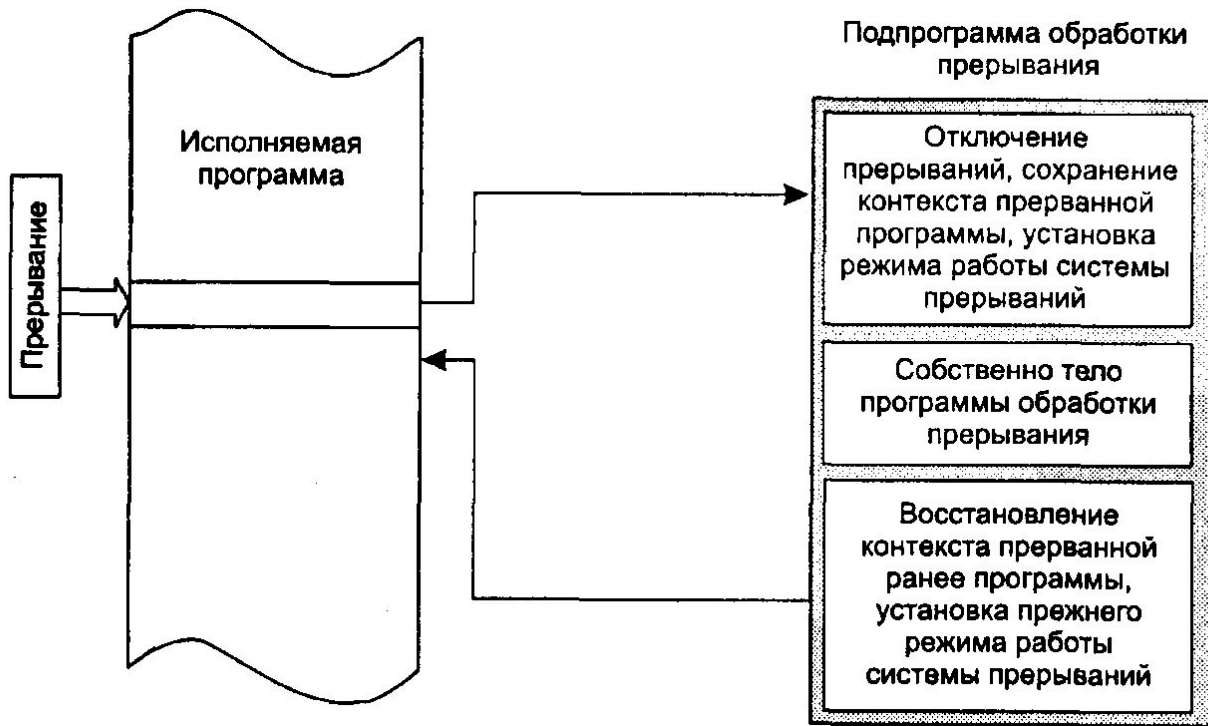 Прерывание
Исполняемая
программа
Подпрограмма обработки
прерывания
Отключение
прерываний, сохранение
контекста прерванной
программы, установка
режима работы системы
прерываний
Собственно тело
программы обработки
прерывания
Восстановление
контекста прерванной
ранее программы,
установка прежнего
режима работы
системы прерываний